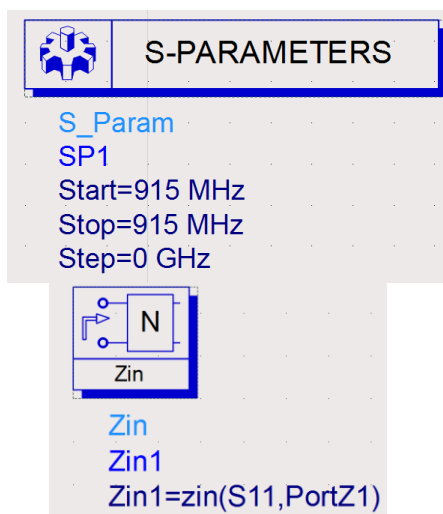 S-PARAMETERS
S_Param
SP1
Start=915 MHz
Stop=915 MHz
Step=0 GHz
N
Zin
Zin
Zin1
Zin1=zin(S11,PortZ1)